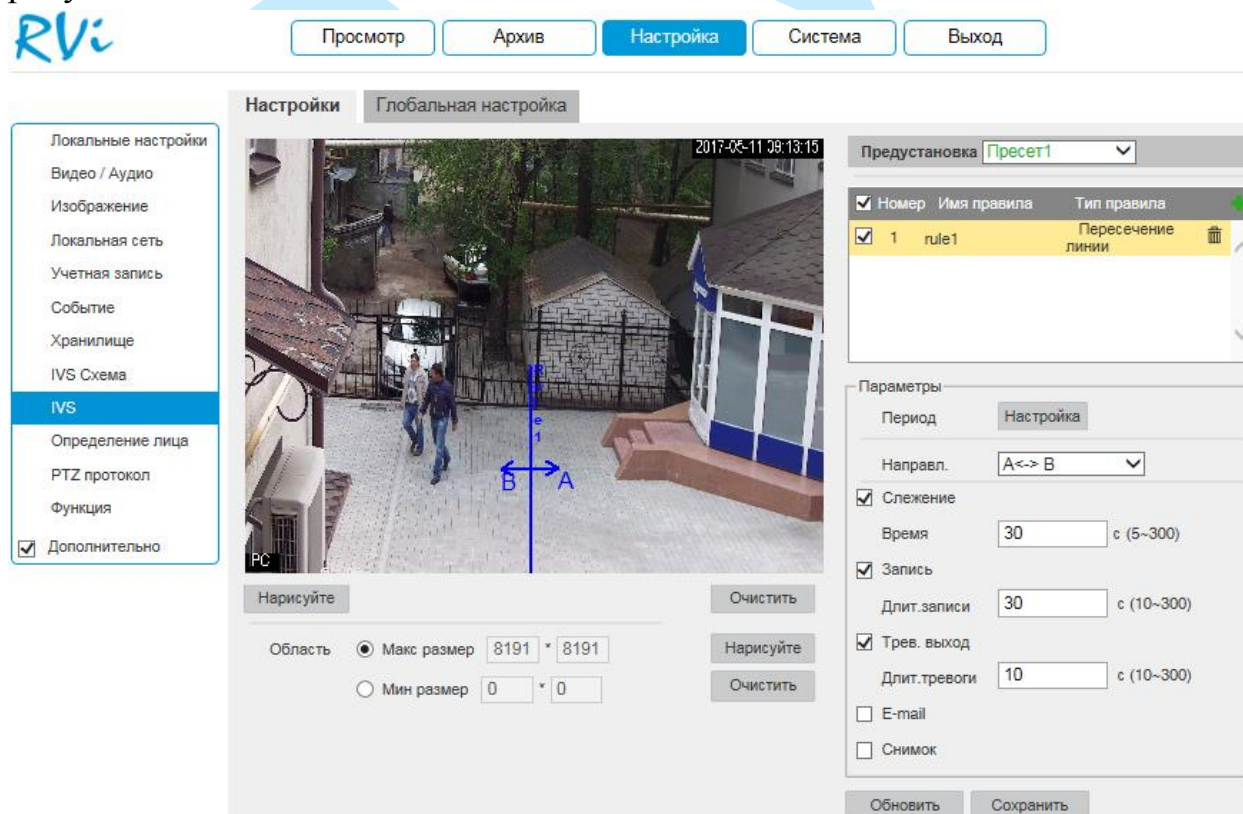 RVi
Просмотр
Архив
Настройка
Система
Выход
Настройки
Глобальная настройка
Локальные настройки
Видео / Аудио
Изображение
Локальная сеть
Учетная запись
Событие
Хранилище
IVS Схема
IVS
Определение лица
PTZ протокол
Функция
Дополнительно
2017-05-11 09:13:15
Rule1
B A
PC
Нарисуйте
Очистить
Область Макс размер 8191 * 8191 Нарисуйте
Мин размер 0 * 0 Очистить
Предустановка Пресет1
Номер Имя правила Тип правила
1 rule1 Пересечение
линии
Параметры
Период Настройка
Направл. A<-> B
Слежение
Время 30 с (5~300)
Запись
Длит.записи 30 с (10~300)
Трев. выход
Длит.тревоги 10 с (10~300)
E-mail
Снимок
Обновить Сохранить